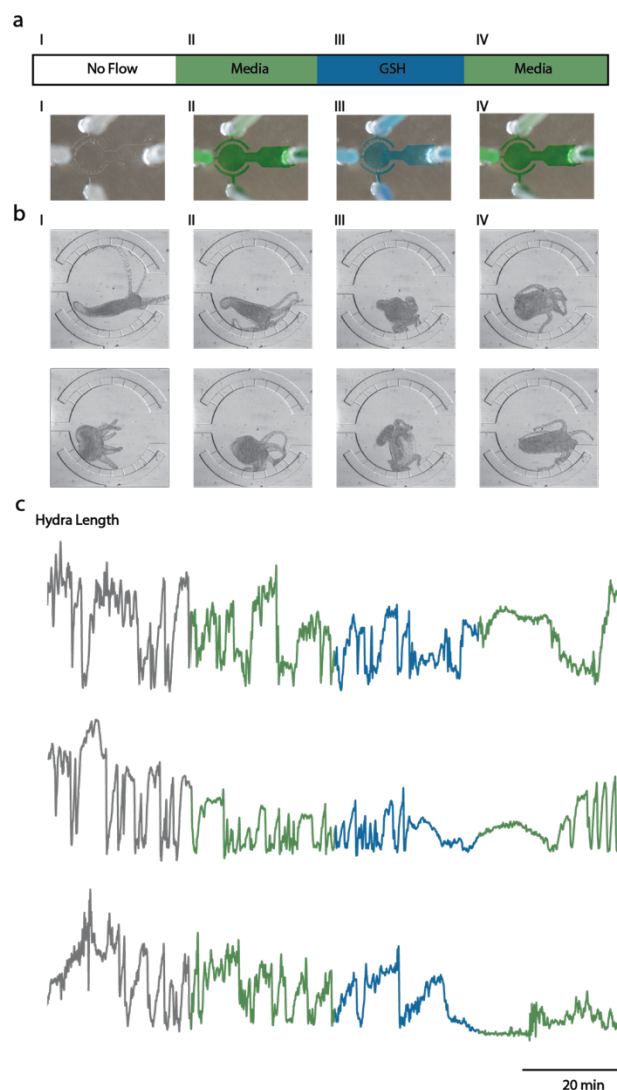 a
I II III IV
No Flow Media GSH Media
I II III IV
b
I II III IV
c
Hydra Length
20 min